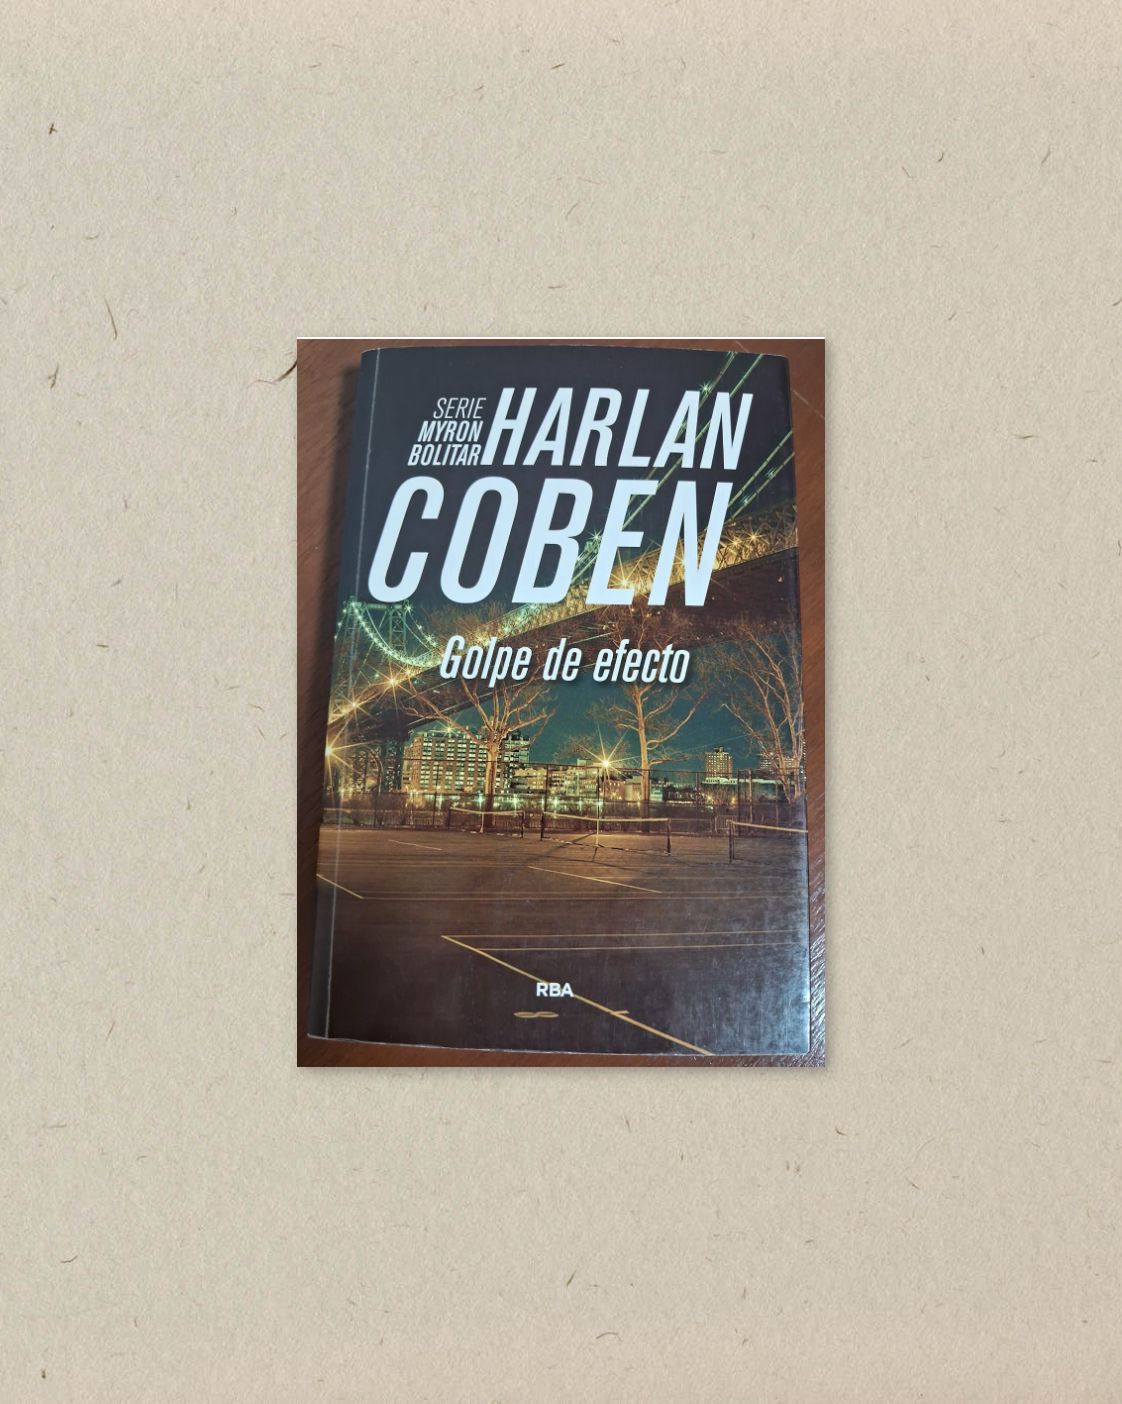 SERIE
MYRON
BOLITAR
HARLAN
COBEN
Golpe de efecto
RBA